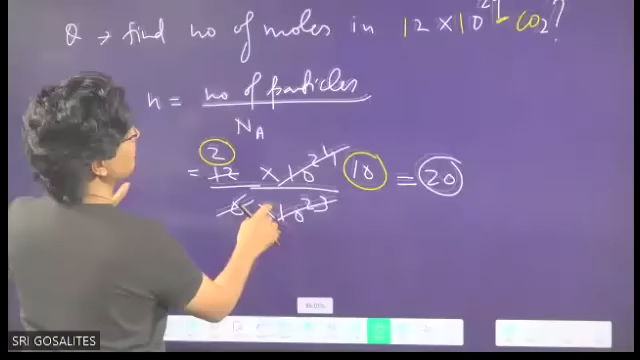 Q → find no of moles in 12 × 10²⁴ CO₂?
n = no of particles / N_A
2
= 12 × 10²⁴ / 6 × 10²³ 10 = 20
SRI GOSALITES